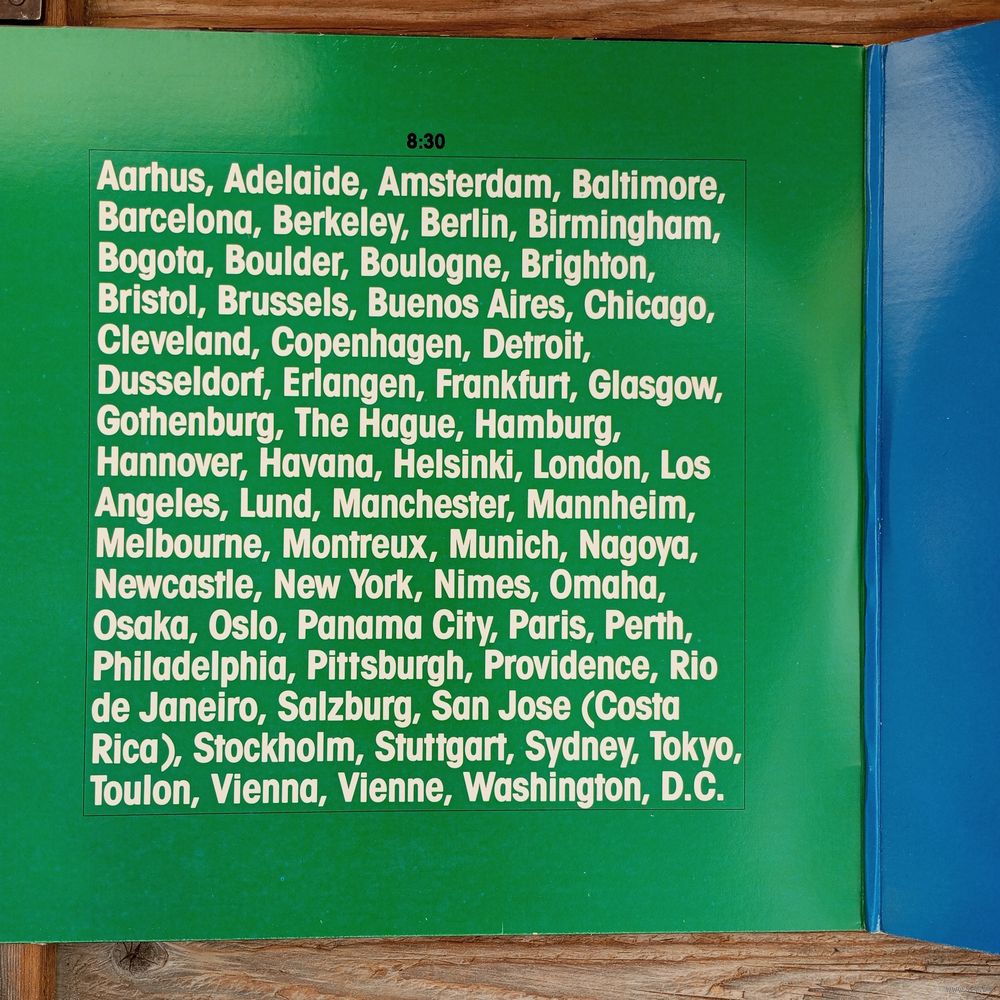 8:30
Aarhus, Adelaide, Amsterdam, Baltimore,
Barcelona, Berkeley, Berlin, Birmingham,
Bogota, Boulder, Boulogne, Brighton,
Bristol, Brussels, Buenos Aires, Chicago,
Cleveland, Copenhagen, Detroit,
Dusseldorf, Erlangen, Frankfurt, Glasgow,
Gothenburg, The Hague, Hamburg,
Hannover, Havana, Helsinki, London, Los
Angeles, Lund, Manchester, Mannheim,
Melbourne, Montreux, Munich, Nagoya,
Newcastle, New York, Nimes, Omaha,
Osaka, Oslo, Panama City, Paris, Perth,
Philadelphia, Pittsburgh, Providence, Rio
de Janeiro, Salzburg, San Jose (Costa
Rica), Stockholm, Stuttgart, Sydney, Tokyo,
Toulon, Vienna, Vienne, Washington, D.C.